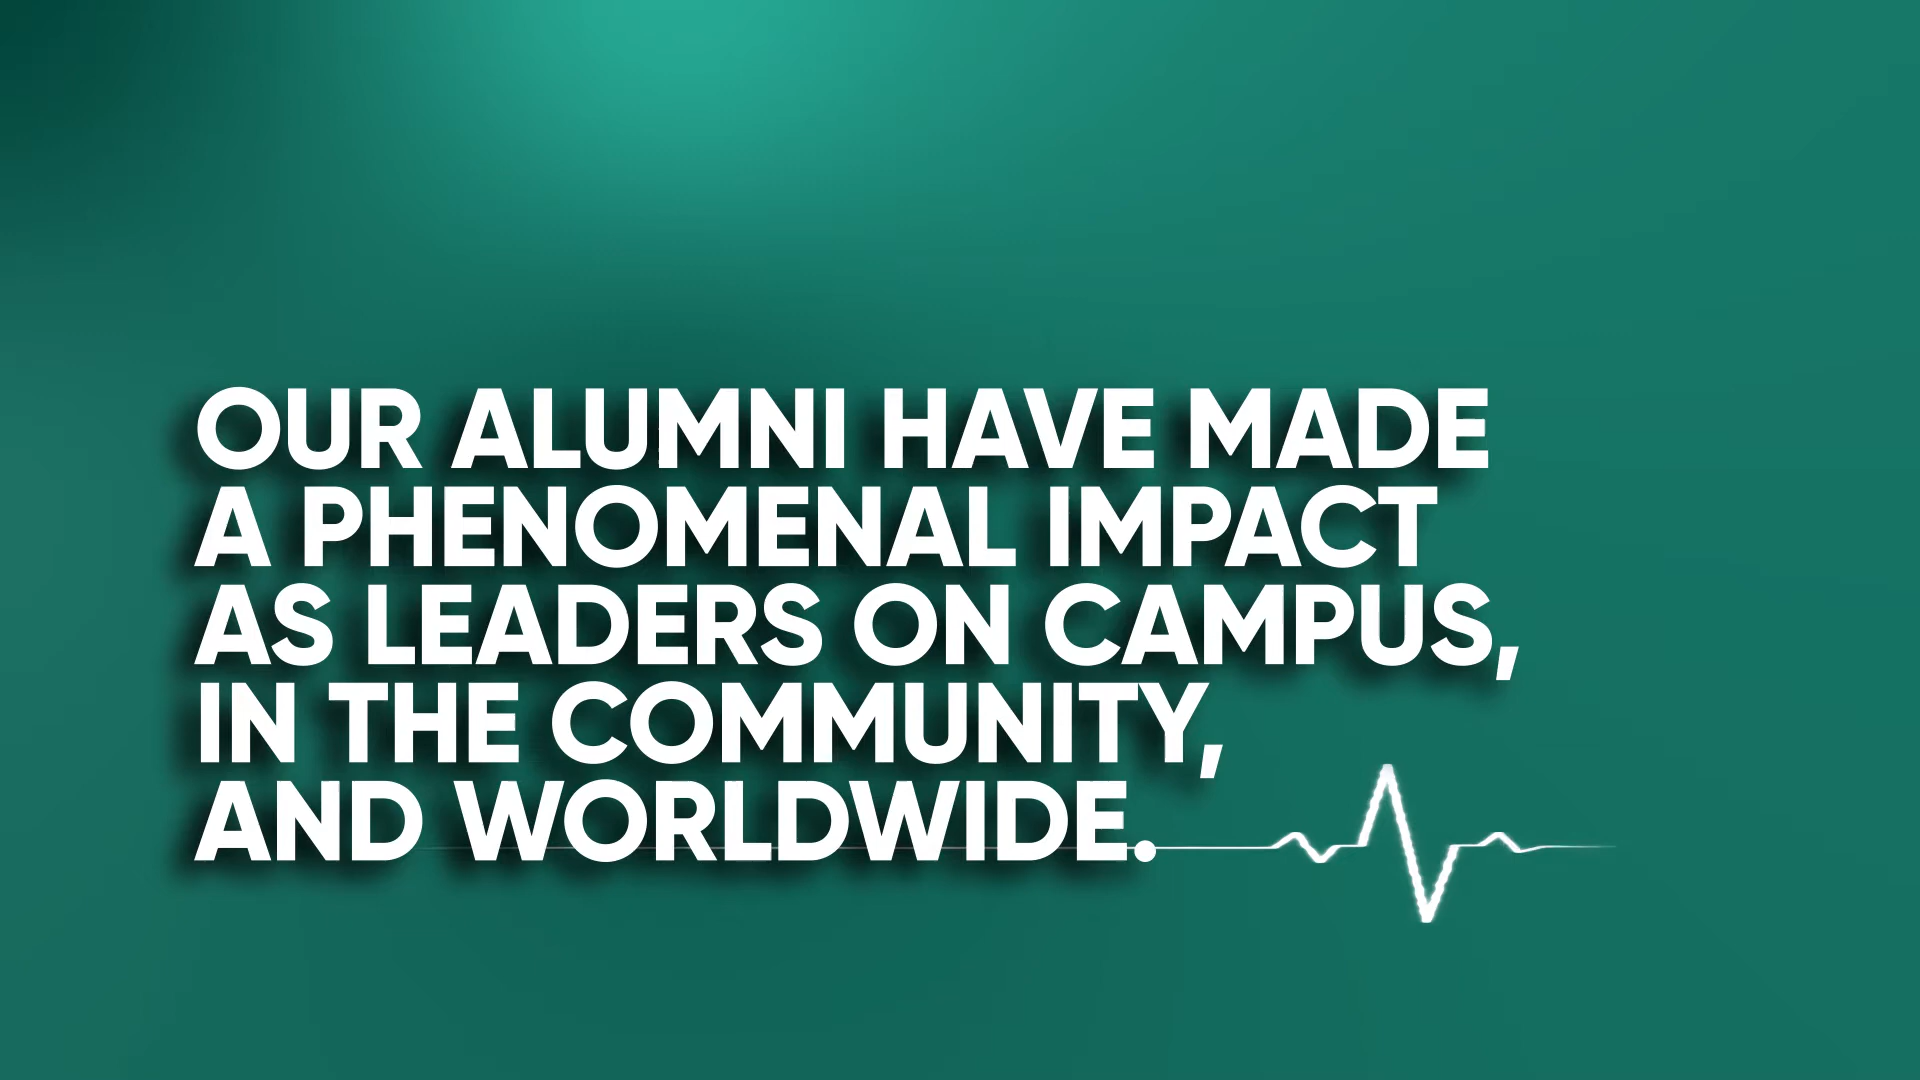 OUR ALUMNI HAVE MADE
A PHENOMENAL IMPACT
AS LEADERS ON CAMPUS,
IN THE COMMUNITY,
AND WORLDWIDE.